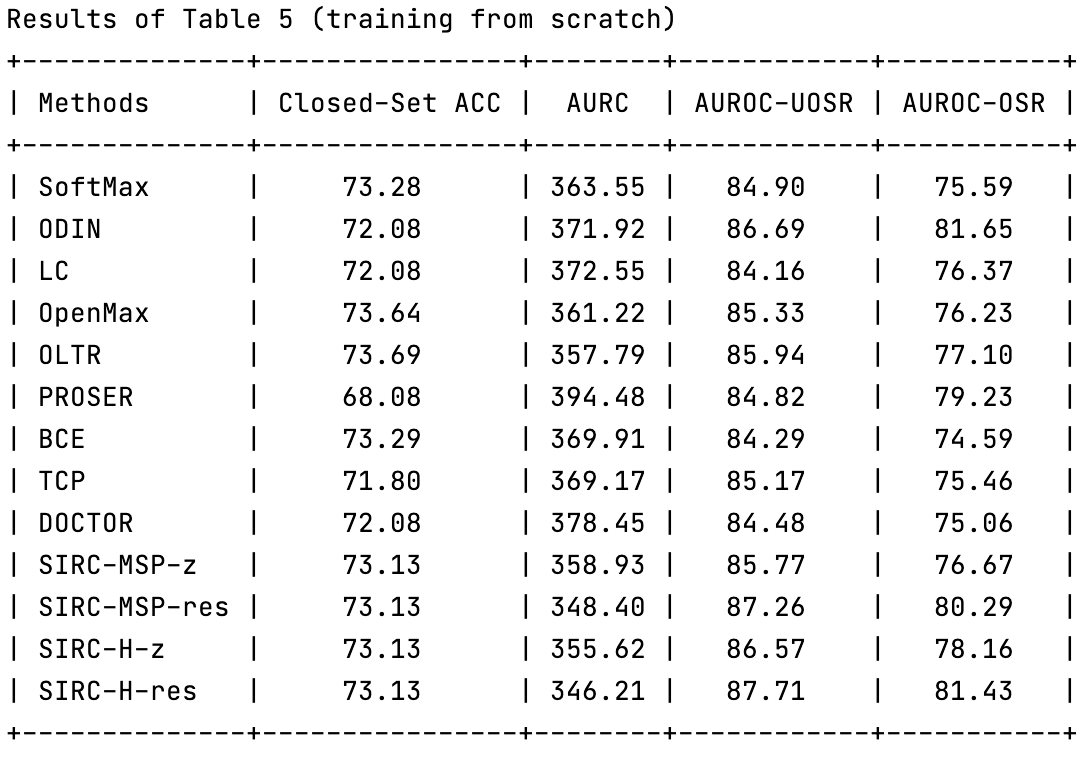 Results of Table 5 (training from scratch)
+--------------+----------------+--------+------------+-----------+
| Methods      | Closed-Set ACC |  AURC  | AUROC-UOSR | AUROC-OSR |
+--------------+----------------+--------+------------+-----------+
| SoftMax      |     73.28      | 363.55 |   84.90    |   75.59   |
| ODIN         |     72.08      | 371.92 |   86.69    |   81.65   |
| LC           |     72.08      | 372.55 |   84.16    |   76.37   |
| OpenMax      |     73.64      | 361.22 |   85.33    |   76.23   |
| OLTR         |     73.69      | 357.79 |   85.94    |   77.10   |
| PROSER       |     68.08      | 394.48 |   84.82    |   79.23   |
| BCE          |     73.29      | 369.91 |   84.29    |   74.59   |
| TCP          |     71.80      | 369.17 |   85.17    |   75.46   |
| DOCTOR       |     72.08      | 378.45 |   84.48    |   75.06   |
| SIRC-MSP-z   |     73.13      | 358.93 |   85.77    |   76.67   |
| SIRC-MSP-res |     73.13      | 348.40 |   87.26    |   80.29   |
| SIRC-H-z     |     73.13      | 355.62 |   86.57    |   78.16   |
| SIRC-H-res   |     73.13      | 346.21 |   87.71    |   81.43   |
+--------------+----------------+--------+------------+-----------+